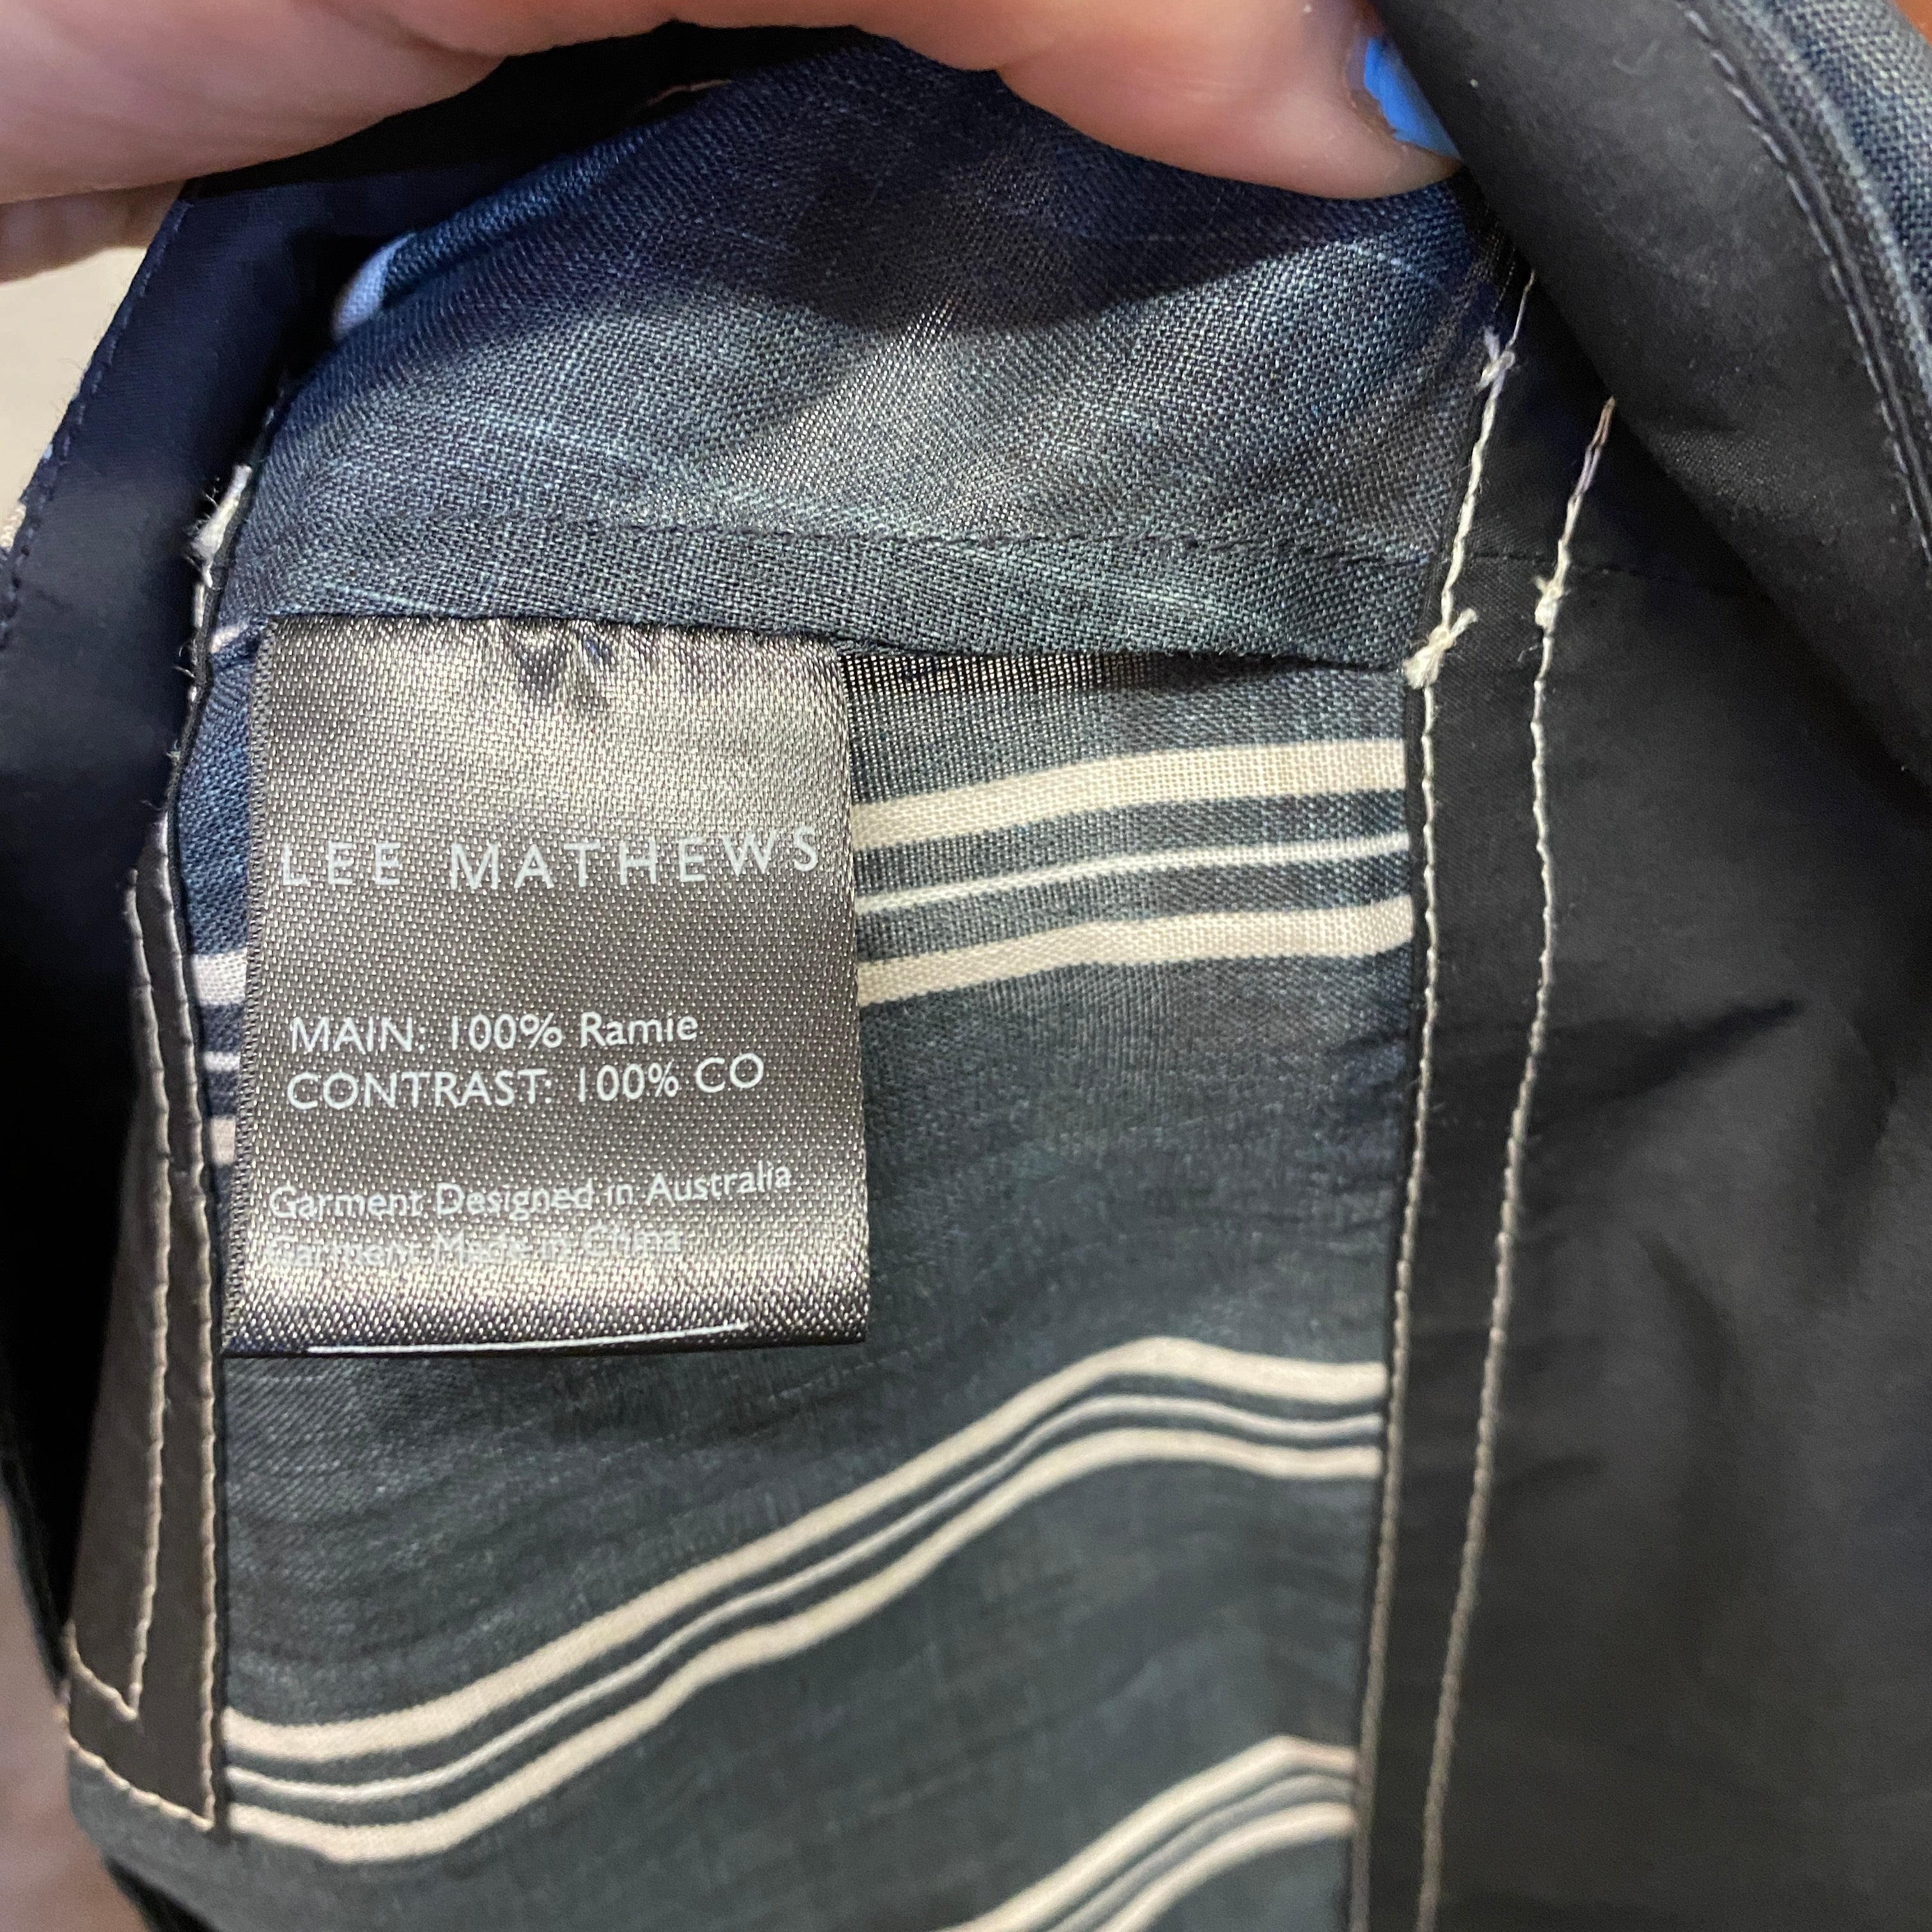 LEE MATHEWS
MAIN: 100% Ramie
CONTRAST: 100% CO
Garment Designed in Australia
Garment Made in China